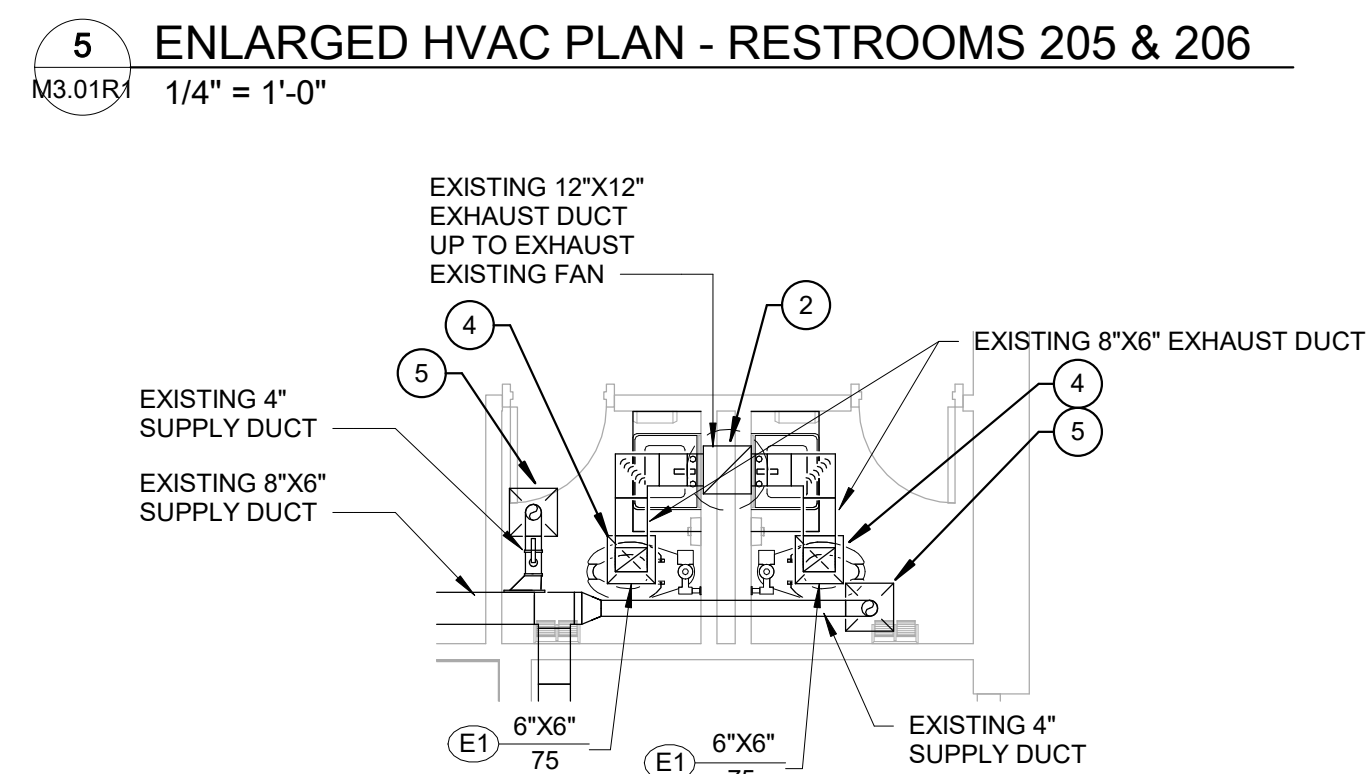 5
ENLARGED HVAC PLAN - RESTROOMS 205 & 206
M3.01R1
1/4" = 1'-0"
EXISTING 12"X12"
EXHAUST DUCT
UP TO EXHAUST
EXISTING FAN
2
4
EXISTING 8"X6" EXHAUST DUCT
5
4
EXISTING 4"
SUPPLY DUCT
5
EXISTING 8"X6"
SUPPLY DUCT
E1
6"X6"
75
E1
6"X6"
75
EXISTING 4"
SUPPLY DUCT